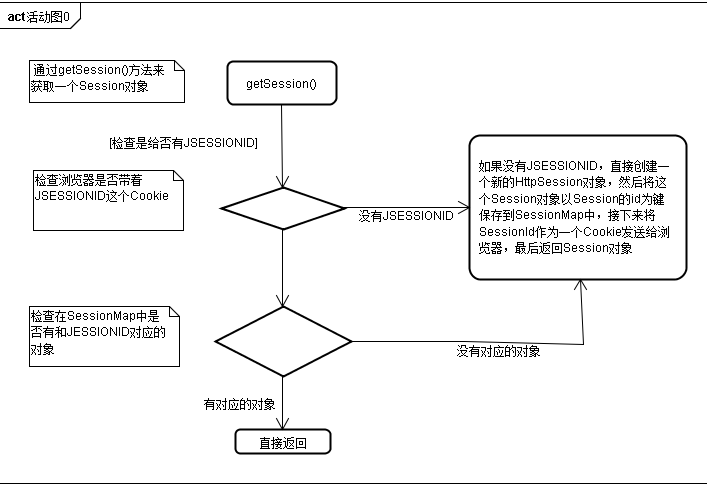 act活动图0
通过getSession()方法来
获取一个Session对象
getSession()
[检查是给否有JSESSIONID]
检查浏览器是否带着
JSESSIONID这个Cookie
没有JSESSIONID
如果没有JSESSIONID，直接创建一
个新的HttpSession对象，然后将这
个Session对象以Session的id为键
保存到SessionMap中，接下来将
SessionId作为一个Cookie发送给浏
览器，最后返回Session对象
检查在SessionMap中是
否有和JESSIONID对应的
对象
没有对应的对象
有对应的对象
直接返回